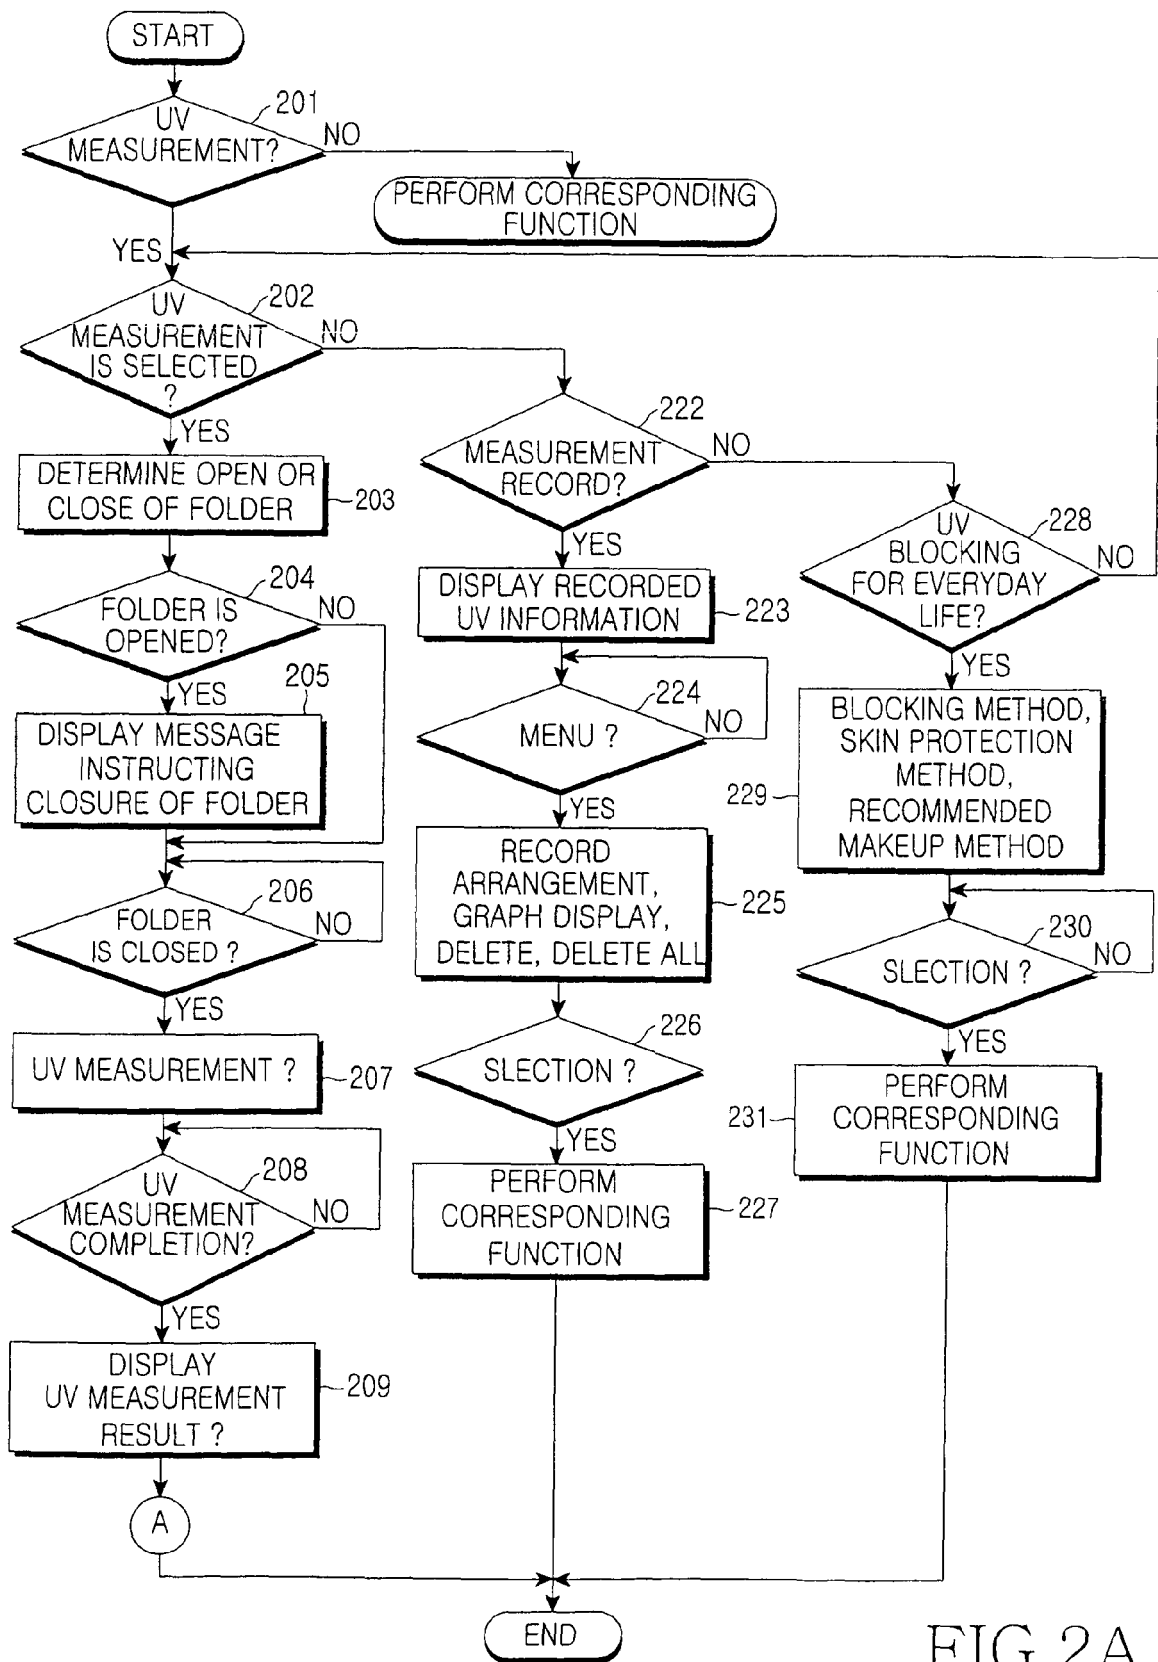 START
201
UV
MEASUREMENT?
NO
PERFORM CORRESPONDING
FUNCTION
YES
202
UV
MEASUREMENT
IS SELECTED
?
NO
YES
DETERMINE OPEN OR
CLOSE OF FOLDER
203
204
FOLDER IS
OPENED?
NO
YES
205
DISPLAY MESSAGE
INSTRUCTING
CLOSURE OF FOLDER
206
FOLDER
IS CLOSED ?
NO
YES
UV MEASUREMENT ?
207
208
UV
MEASUREMENT
COMPLETION?
NO
YES
DISPLAY
UV MEASUREMENT
RESULT ?
209
A
222
MEASUREMENT
RECORD?
NO
YES
DISPLAY RECORDED
UV INFORMATION
223
224
MENU ?
NO
YES
RECORD
ARRANGEMENT,
GRAPH DISPLAY,
DELETE, DELETE ALL
225
226
SLECTION ?
YES
PERFORM
CORRESPONDING
FUNCTION
227
228
UV
BLOCKING
FOR EVERYDAY
LIFE?
NO
YES
BLOCKING METHOD,
SKIN PROTECTION
METHOD,
RECOMMENDED
MAKEUP METHOD
229
230
SLECTION ?
NO
YES
PERFORM
CORRESPONDING
FUNCTION
231
END
FIG.2A